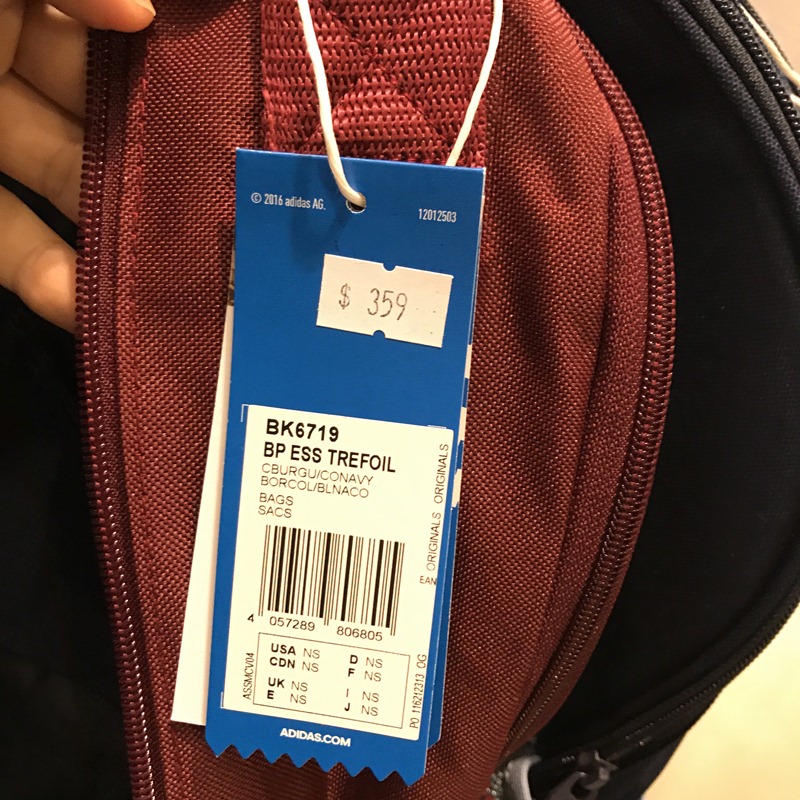 © 2016 adidas AG.
12012503
$ 359
BK6719
BP ESS TREFOIL
CBURGU/CONAVY
BORCOL/BLNACO
BAGS
SACS
ORIGINALS ORIGINALS
EAN
4 057289 806805
ASSMCV04
USA NS D NS
CDN NS F NS
UK NS I NS
E NS J NS
PO 116212313 OG
ADIDAS.COM